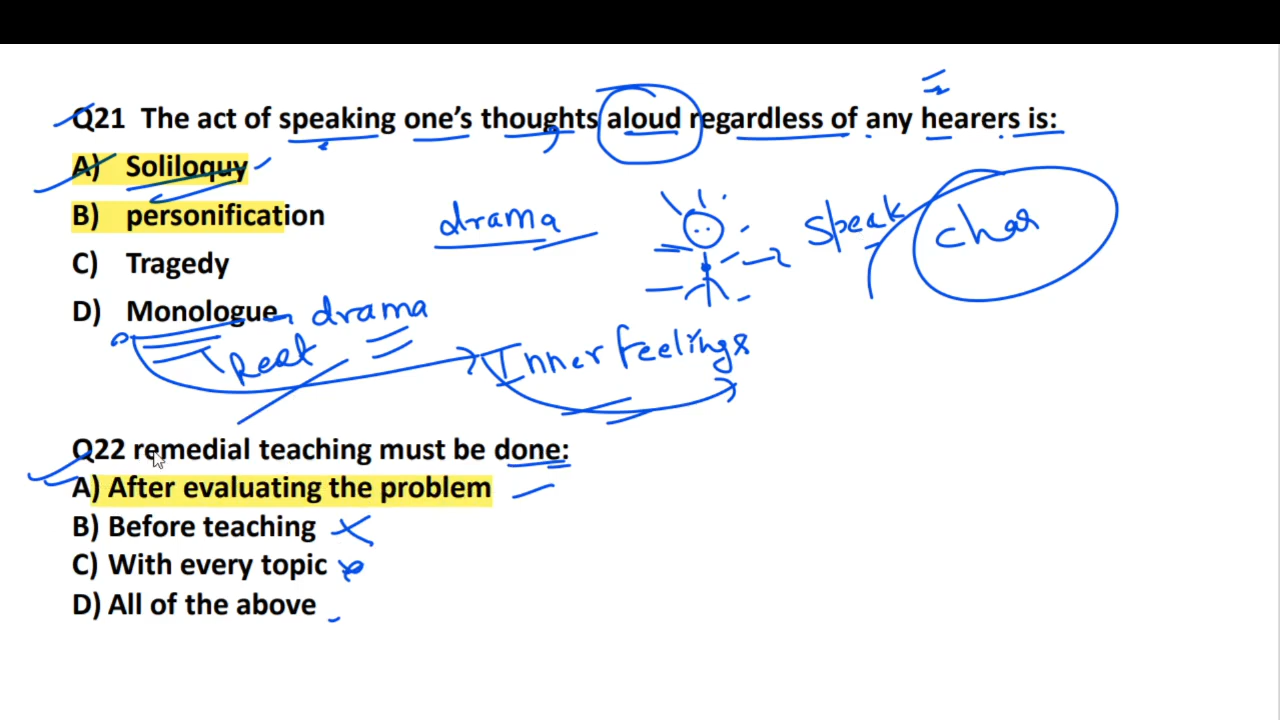 Q21 The act of speaking one's thoughts aloud regardless of any hearers is:
A) Soliloquy
B) personification
drama
speak
char
C) Tragedy
D) Monologue
drama
Inner feelings
Q22 remedial teaching must be done:
A) After evaluating the problem
B) Before teaching
C) With every topic
D) All of the above